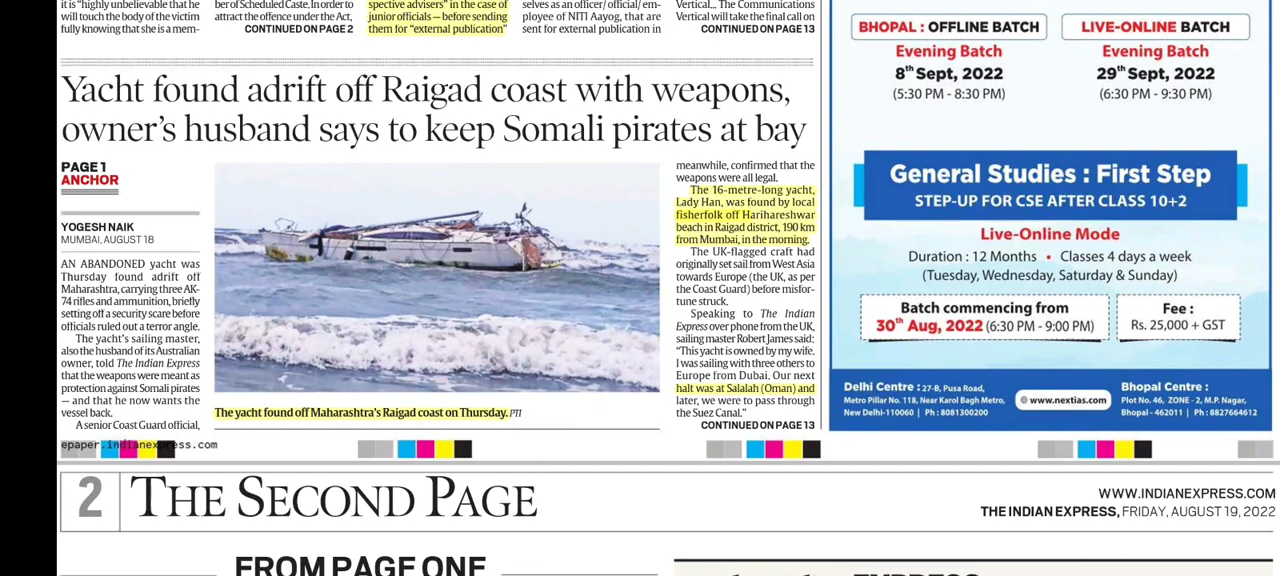 it is "highly unbelievable that he
will touch the body of the victim
fully knowing that she is a mem-
ber of Scheduled Caste. In order to
attract the offence under the Act,
CONTINUED ON PAGE 2
spective advisers" in the case of
junior officials — before sending
them for "external publication"
selves as an officer/ official/ em-
ployee of NITI Aayog, that are
sent for external publication in
Vertical... The Communications
Vertical will take the final call on
CONTINUED ON PAGE 13
Yacht found adrift off Raigad coast with weapons,
owner's husband says to keep Somali pirates at bay
PAGE 1
ANCHOR
YOGESH NAIK
MUMBAI, AUGUST 18
AN ABANDONED yacht was
Thursday found adrift off
Maharashtra, carrying three AK-
74 rifles and ammunition, briefly
setting off a security scare before
officials ruled out a terror angle.
The yacht's sailing master,
also the husband of its Australian
owner, told The Indian Express
that the weapons were meant as
protection against Somali pirates
— and that he now wants the
vessel back.
A senior Coast Guard official,
The yacht found off Maharashtra's Raigad coast on Thursday. PTI
meanwhile, confirmed that the
weapons were all legal.
The 16-metre-long yacht,
Lady Han, was found by local
fisherfolk off Harihareshwar
beach in Raigad district, 190 km
from Mumbai, in the morning.
The UK-flagged craft had
originally set sail from West Asia
towards Europe (the UK, as per
the Coast Guard) before misfor-
tune struck.
Speaking to The Indian
Express over phone from the UK,
sailing master Robert James said:
"This yacht is owned by my wife.
I was sailing with three others to
Europe from Dubai. Our next
halt was at Salalah (Oman) and
later, we were to pass through
the Suez Canal."
CONTINUED ON PAGE 13
BHOPAL : OFFLINE BATCH
Evening Batch
8th Sept, 2022
(5:30 PM - 8:30 PM)
LIVE-ONLINE BATCH
Evening Batch
29th Sept, 2022
(6:30 PM - 9:30 PM)
General Studies : First Step
STEP-UP FOR CSE AFTER CLASS 10+2
Live-Online Mode
Duration : 12 Months • Classes 4 days a week
(Tuesday, Wednesday, Saturday & Sunday)
Batch commencing from
30th Aug, 2022 (6:30 PM - 9:00 PM)
Fee :
Rs. 25,000 + GST
Delhi Centre : 27-B, Pusa Road,
Metro Pillar No. 118, Near Karol Bagh Metro,
New Delhi-110060 | Ph : 8081300200
www.nextias.com
Bhopal Centre :
Plot No. 46, ZONE - 2, M.P. Nagar,
Bhopal - 462011 | Ph : 8827664612
epaper.indianexpress.com
2 THE SECOND PAGE
WWW.INDIANEXPRESS.COM
THE INDIAN EXPRESS, FRIDAY, AUGUST 19, 2022
FROM PAGE ONE
EXPRESS